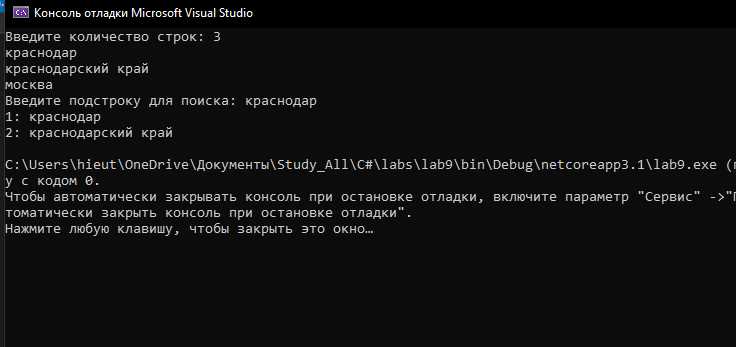 Консоль отладки Microsoft Visual Studio
Введите количество строк: 3
краснодар
краснодарский край
москва
Введите подстроку для поиска: краснодар
1: краснодар
2: краснодарский край
C:\Users\hieut\OneDrive\Документы\Study_All\C#\labs\lab9\bin\Debug\netcoreapp3.1\lab9.exe (п
у с кодом 0.
Чтобы автоматически закрывать консоль при остановке отладки, включите параметр "Сервис" ->"П
томатически закрыть консоль при остановке отладки".
Нажмите любую клавишу, чтобы закрыть это окно…